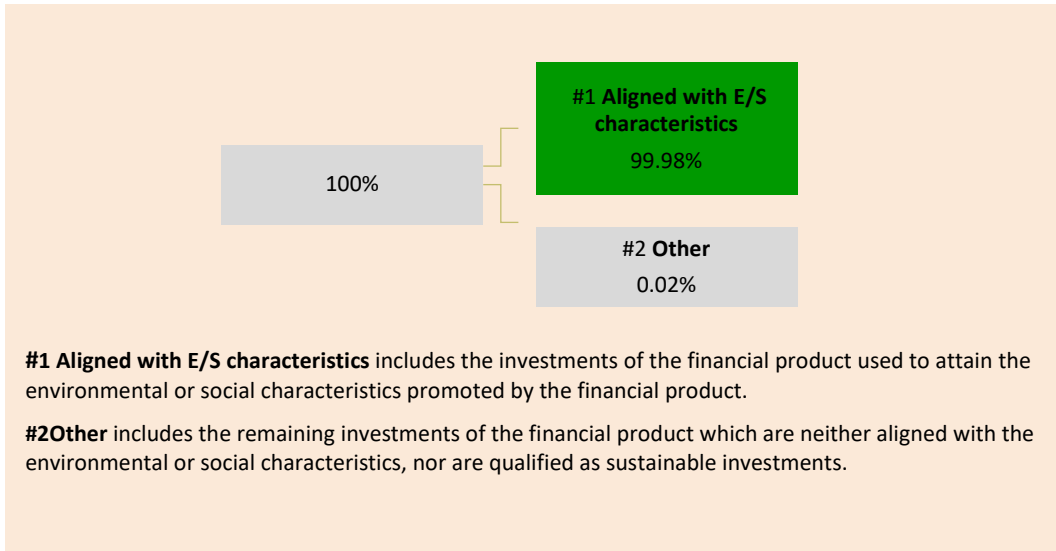 #1 Aligned with E/S
characteristics
99.98%
100%
#2 Other
0.02%
#1 Aligned with E/S characteristics includes the investments of the financial product used to attain the
environmental or social characteristics promoted by the financial product.
#2Other includes the remaining investments of the financial product which are neither aligned with the
environmental or social characteristics, nor are qualified as sustainable investments.